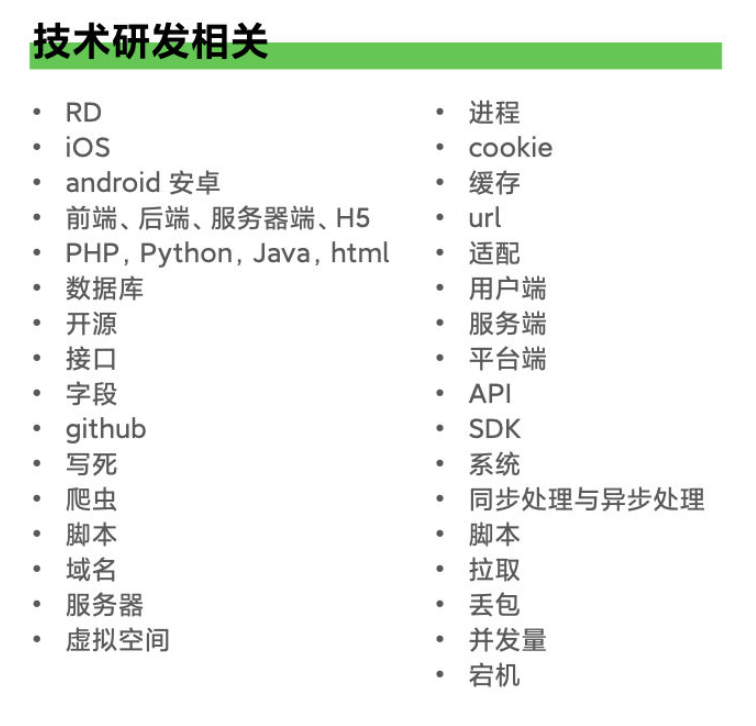 技术研发相关
• RD
• iOS
• android 安卓
• 前端、后端、服务器端、H5
• PHP，Python，Java，html
• 数据库
• 开源
• 接口
• 字段
• github
• 写死
• 爬虫
• 脚本
• 域名
• 服务器
• 虚拟空间
• 进程
• cookie
• 缓存
• url
• 适配
• 用户端
• 服务端
• 平台端
• API
• SDK
• 系统
• 同步处理与异步处理
• 脚本
• 拉取
• 丢包
• 并发量
• 宕机